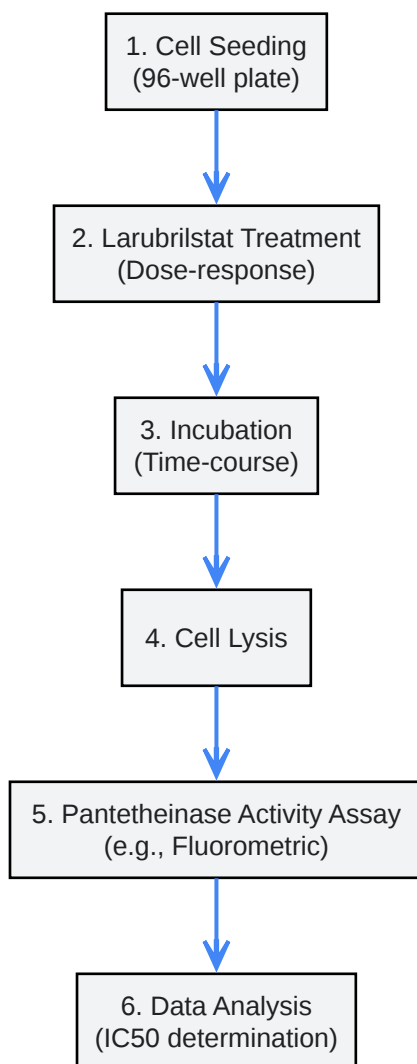 1. Cell Seeding
(96-well plate)
2. Larubrilstat Treatment
(Dose-response)
3. Incubation
(Time-course)
4. Cell Lysis
5. Pantetheinase Activity Assay
(e.g., Fluorometric)
6. Data Analysis
(IC50 determination)